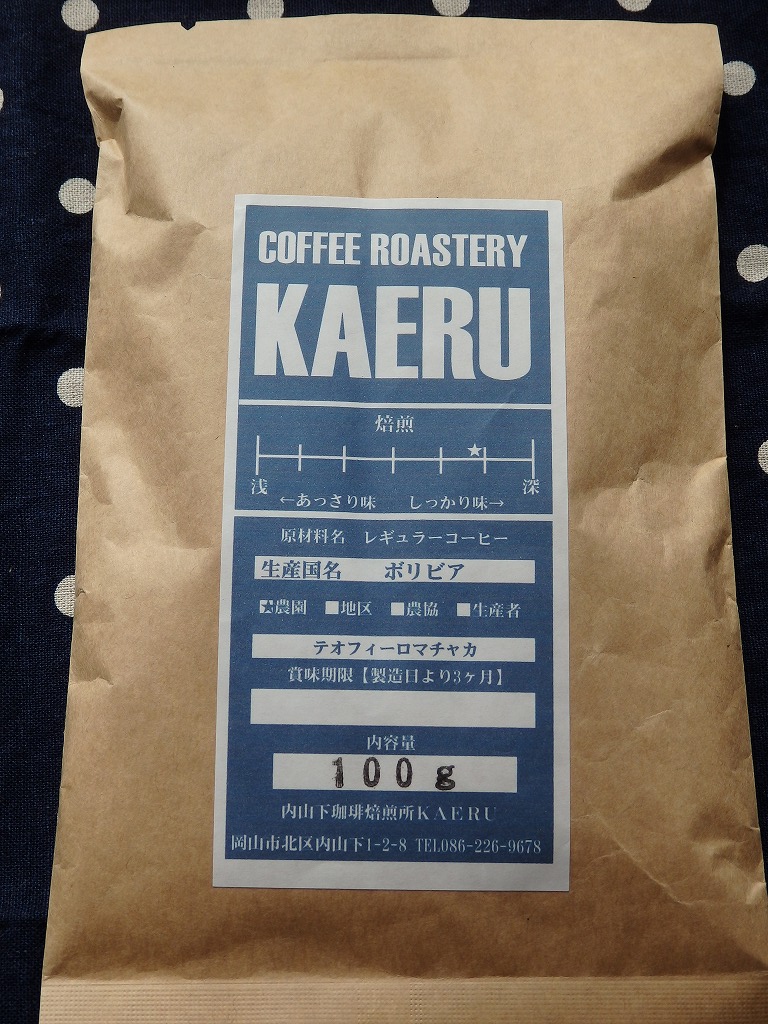 COFFEE ROASTERY
KAERU
焙煎
浅 ←あっさり味 しっかり味→ 深
原材料名 レギュラーコーヒー
生産国名 ボリビア
■農園 ■地区 ■農協 ■生産者
テオフィーロマチャカ
賞味期限【製造日より3ヶ月】
内容量
100g
内山下珈琲焙煎所KAERU
岡山市北区内山下1-2-8 TEL086-226-9678